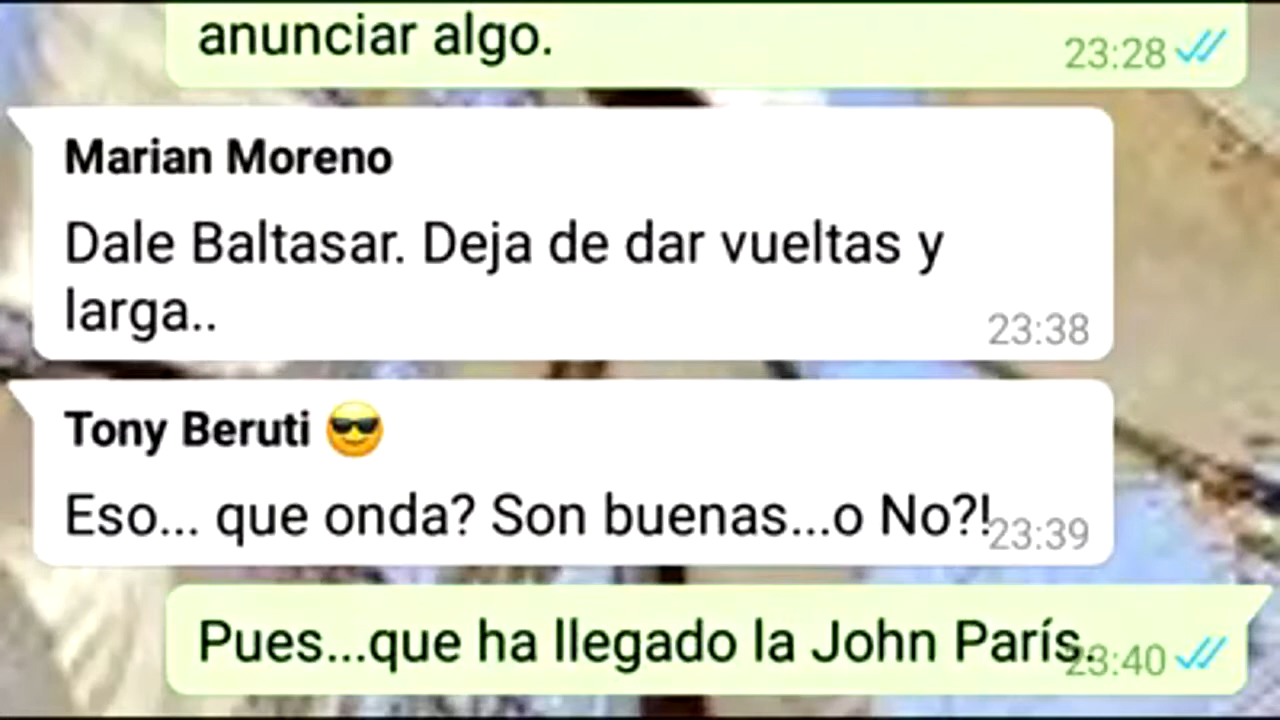 anunciar algo.
23:28
Marian Moreno
Dale Baltasar. Deja de dar vueltas y
larga..
23:38
Tony Beruti 😎
Eso... que onda? Son buenas...o No?!
23:39
Pues...que ha llegado la John París.
23:40